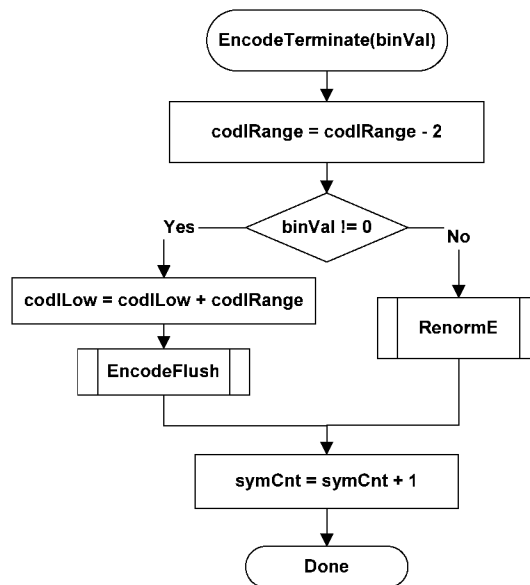 EncodeTerminate(binVal)
codIRange = codIRange - 2
binVal != 0
Yes
No
codILow = codILow + codIRange
RenormE
EncodeFlush
symCnt = symCnt + 1
Done